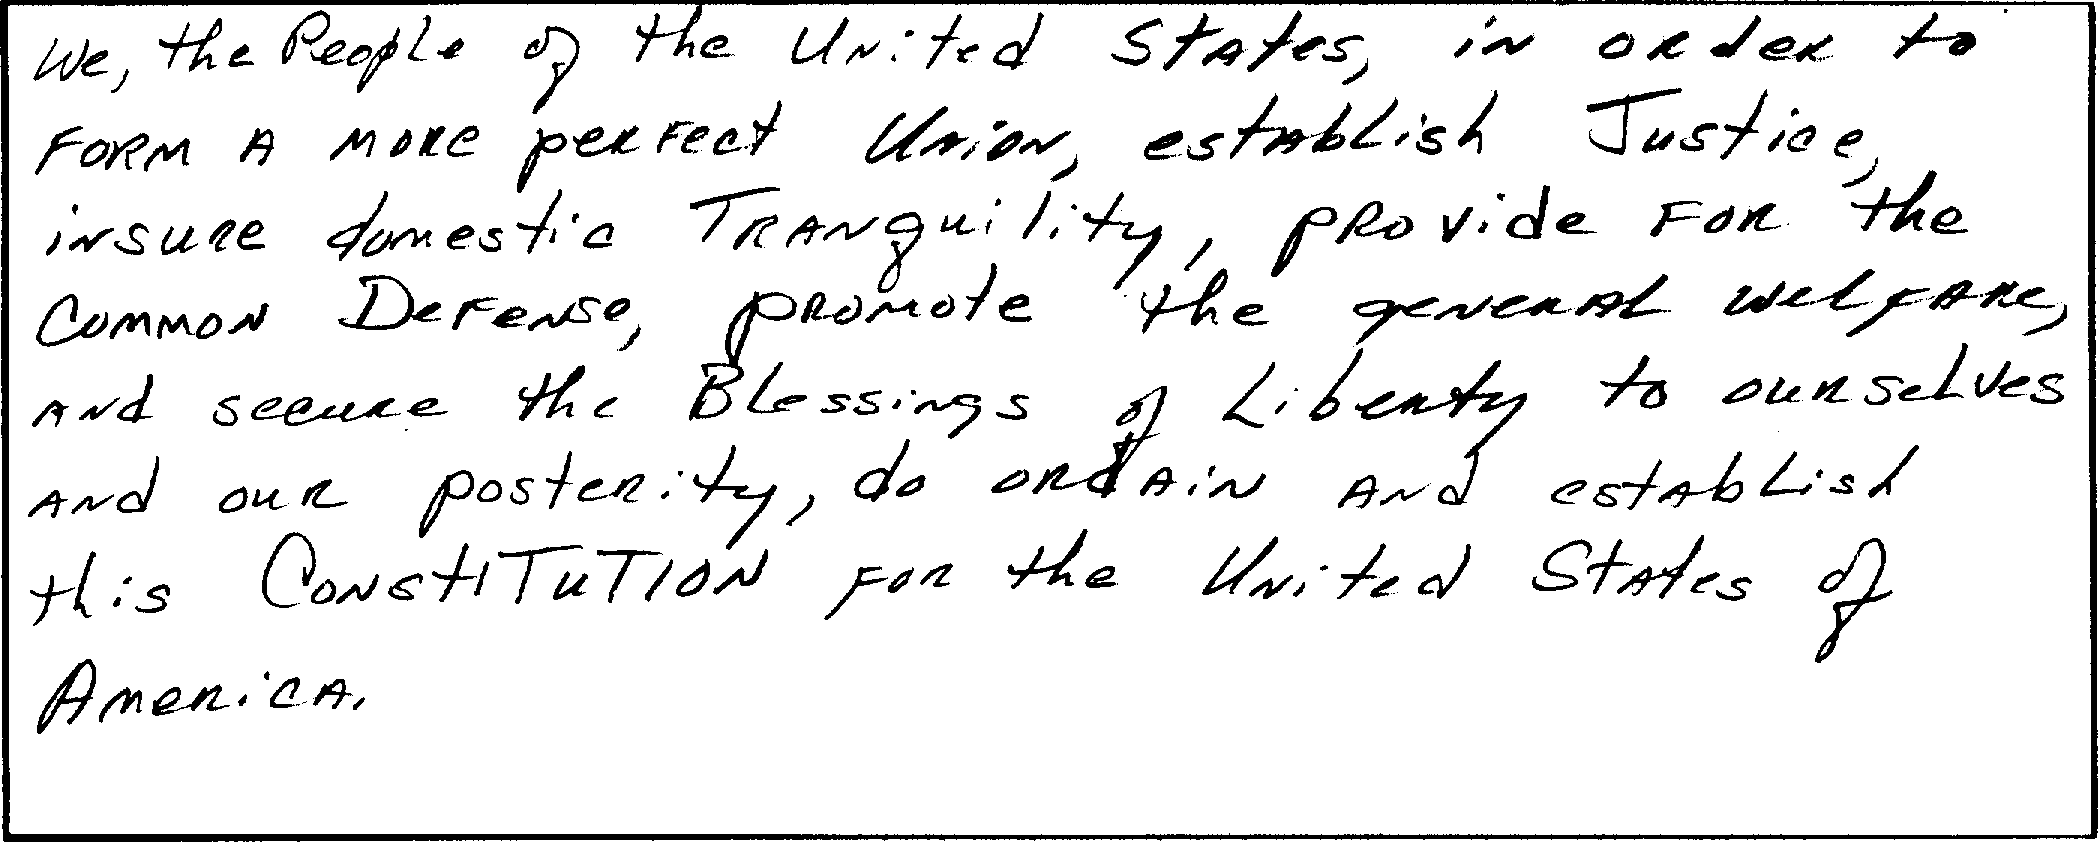 We, the People of the United States, in order to
form a more perfect Union, establish Justice,
insure domestic Tranquility, provide for the
Common Defense, promote the general welfare,
and secure the Blessings of Liberty to ourselves
and our posterity, do ordain and establish
this Constitution for the United States of
America.